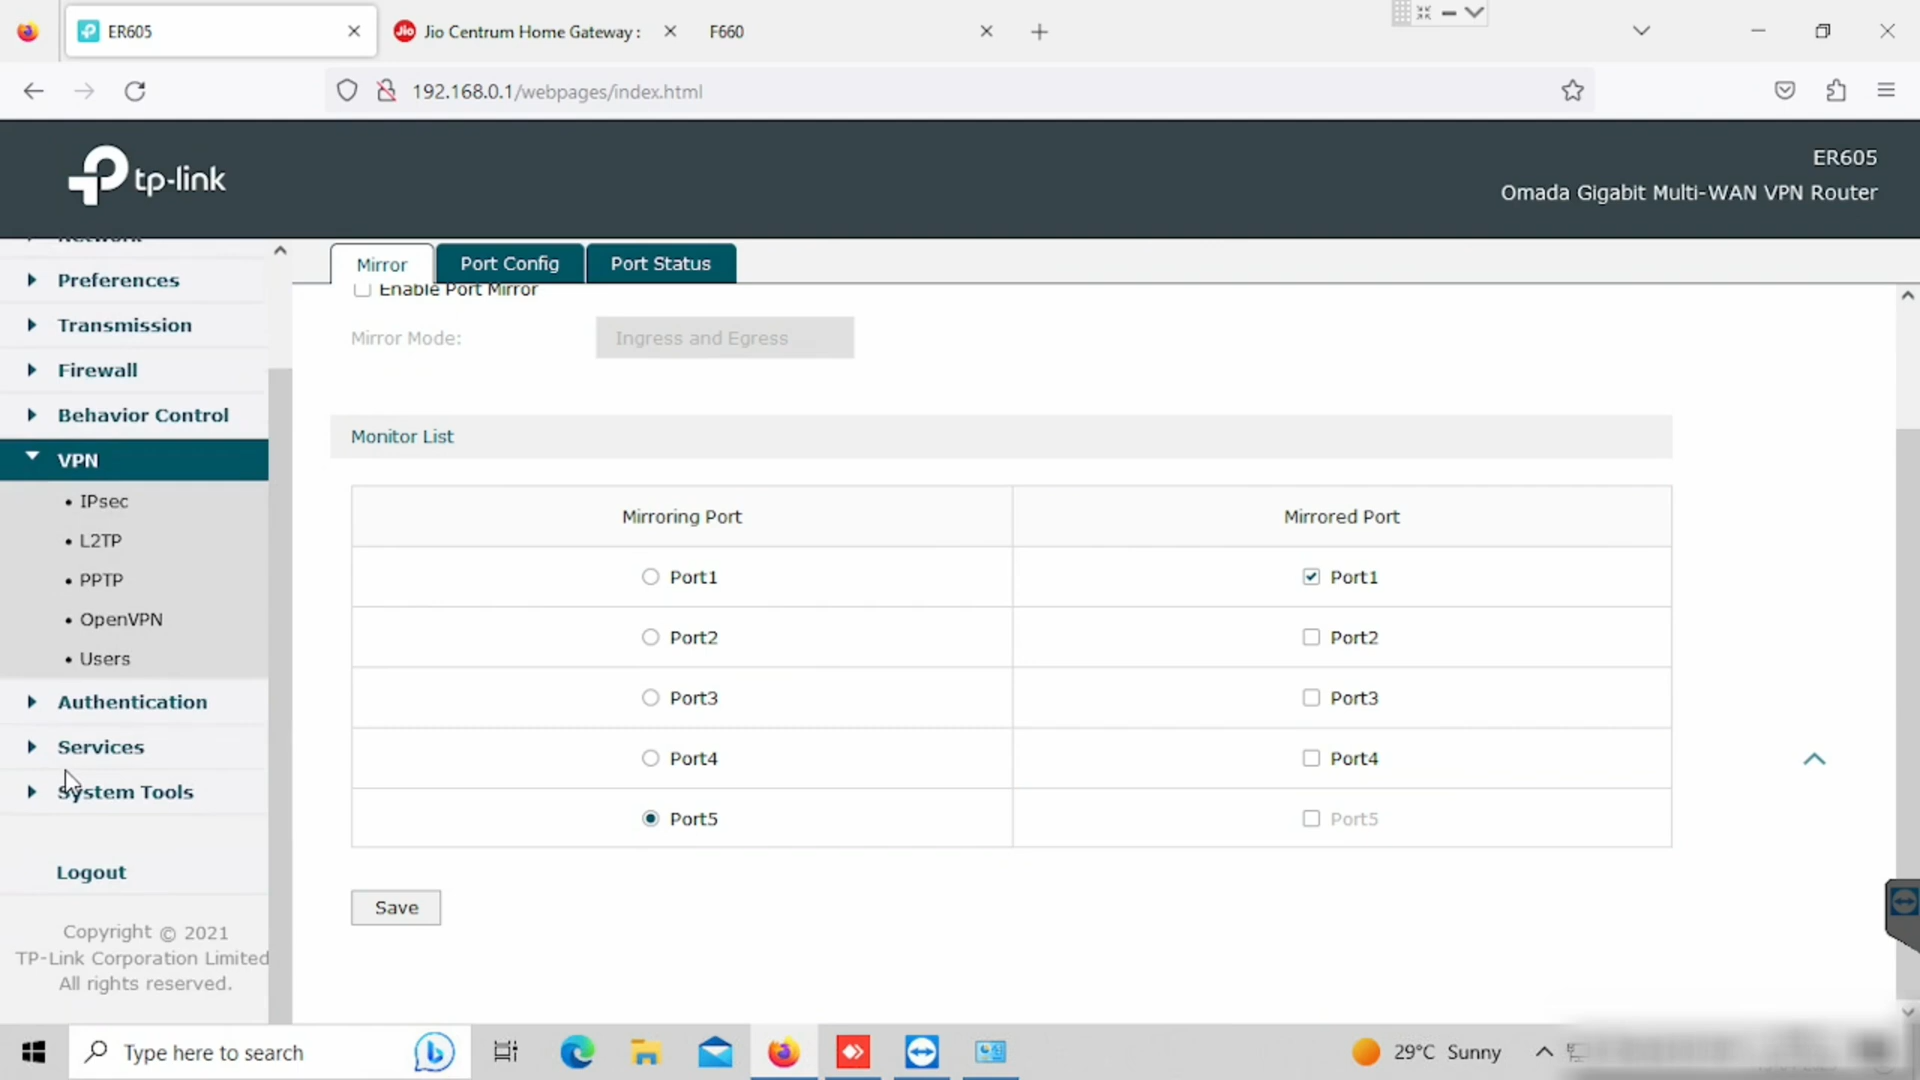 ER605
Jio Centrum Home Gateway :
F660
192.168.0.1/webpages/index.html
tp-link
ER605
Omada Gigabit Multi-WAN VPN Router
Network
Preferences
Transmission
Firewall
Behavior Control
VPN
IPsec
L2TP
PPTP
OpenVPN
Users
Authentication
Services
System Tools
Logout
Copyright © 2021
TP-Link Corporation Limited
All rights reserved.
Mirror
Port Config
Port Status
Enable Port Mirror
Mirror Mode:
Ingress and Egress
Monitor List
Mirroring Port
Mirrored Port
Port1
Port1
Port2
Port2
Port3
Port3
Port4
Port4
Port5
Port5
Save
Type here to search
29°C Sunny